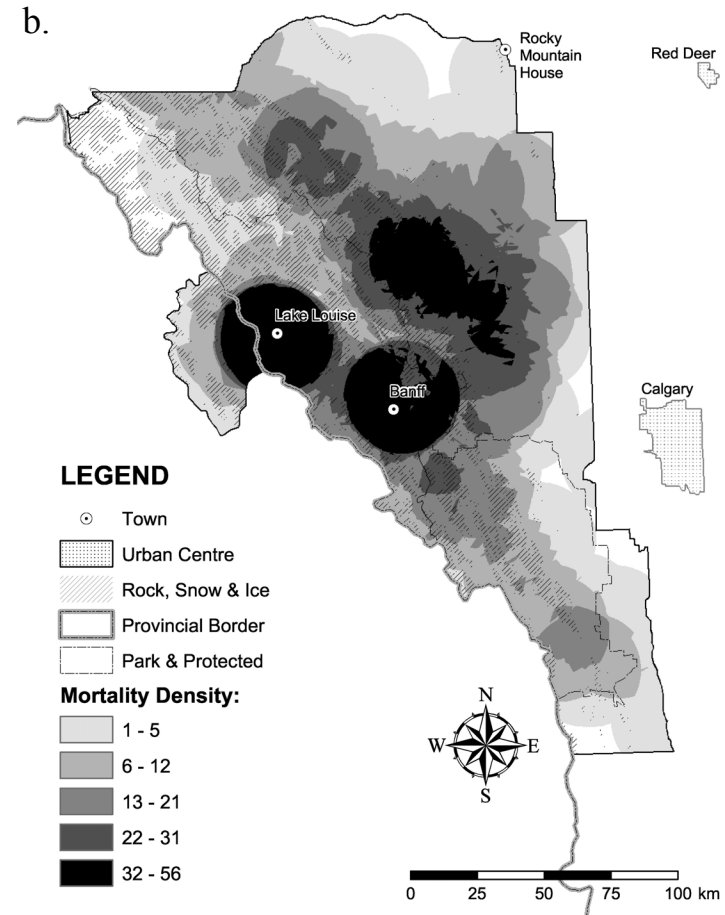 b.
Rocky
Mountain
House
Red Deer
Lake Louise
Banff
Calgary
LEGEND
Town
Urban Centre
Rock, Snow & Ice
Provincial Border
Park & Protected
Mortality Density:
1 - 5
6 - 12
13 - 21
22 - 31
32 - 56
N
W E
S
0 25 50 75 100 km